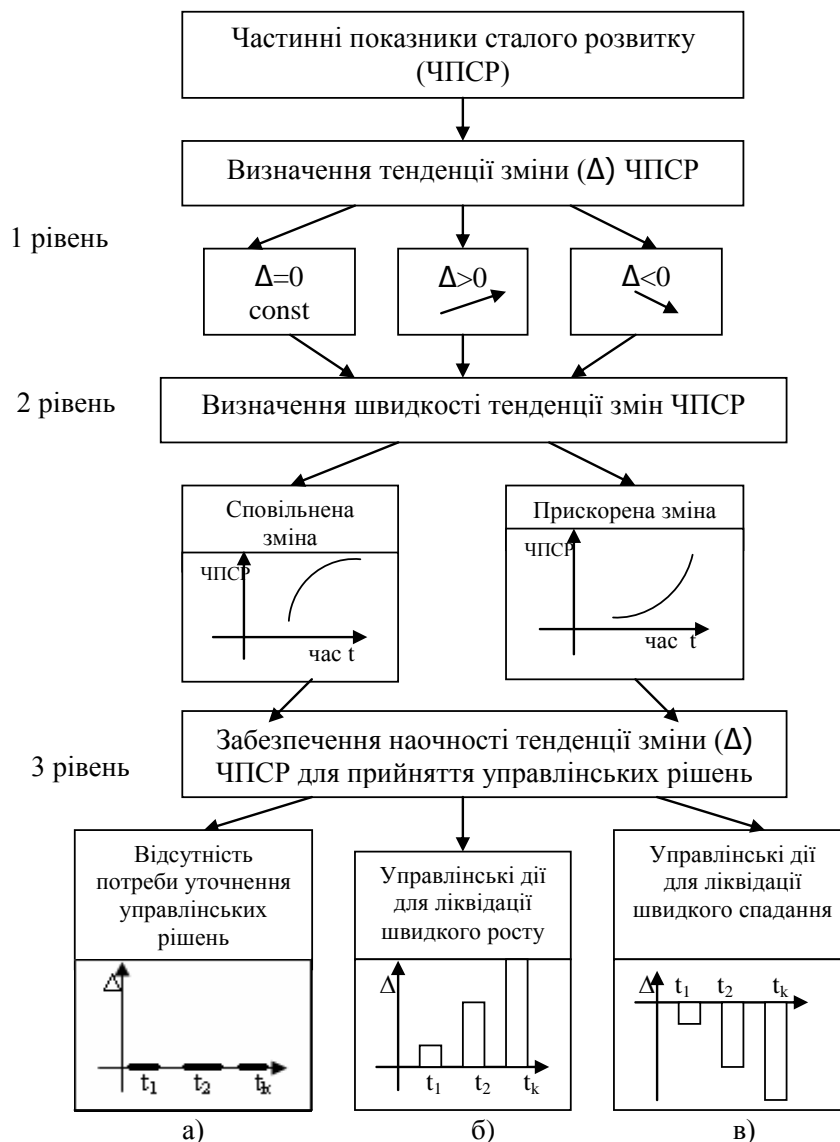 Частинні показники сталого розвитку
(ЧПСР)
Визначення тенденції зміни (Δ) ЧПСР
1 рівень
Δ=0
const
Δ>0
Δ<0
2 рівень
Визначення швидкості тенденції змін ЧПСР
Сповільнена
зміна
ЧПСР
час t
Прискорена зміна
ЧПСР
час t
3 рівень
Забезпечення наочності тенденції зміни (Δ)
ЧПСР для прийняття управлінських рішень
Відсутність
потреби уточнення
управлінських
рішень
Δ
t₁ t₂ tₖ
а)
Управлінські дії
для ліквідації
швидкого росту
Δ
t₁ t₂ tₖ
б)
Управлінські дії
для ліквідації
швидкого спадання
Δ t₁ t₂ tₖ
в)